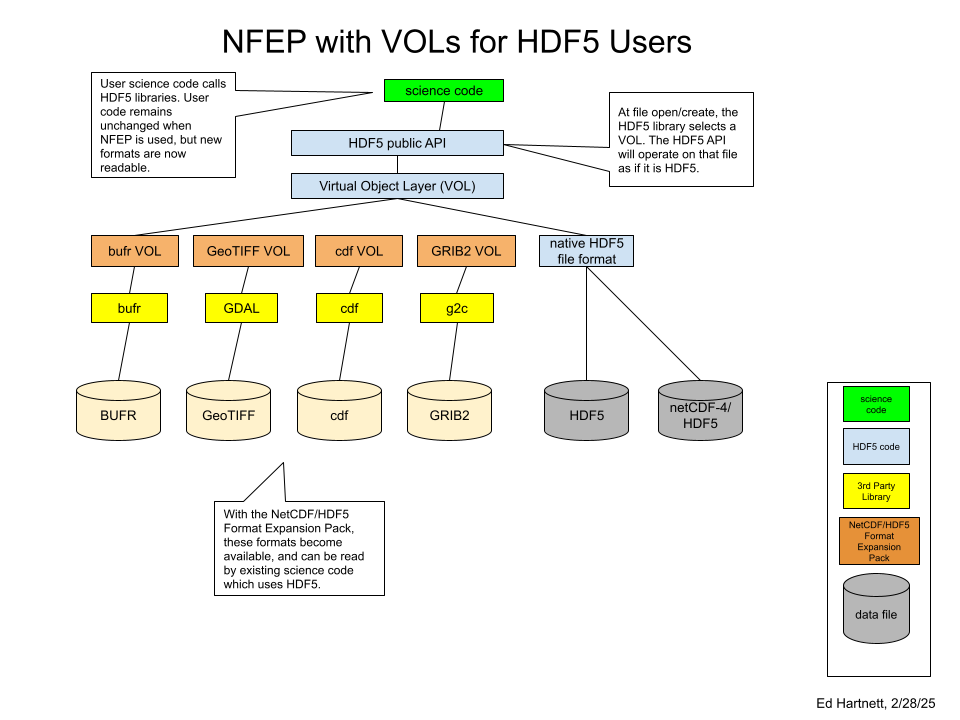 NFEP with VOLs for HDF5 Users
User science code calls
HDF5 libraries. User
code remains
unchanged when
NFEP is used, but new
formats are now
readable.
science code
At file open/create, the
HDF5 library selects a
VOL. The HDF5 API
will operate on that file
as if it is HDF5.
HDF5 public API
Virtual Object Layer (VOL)
bufr VOL
GeoTIFF VOL
cdf VOL
GRIB2 VOL
native HDF5
file format
bufr
GDAL
cdf
g2c
BUFR
GeoTIFF
cdf
GRIB2
HDF5
netCDF-4/
HDF5
With the NetCDF/HDF5
Format Expansion Pack,
these formats become
available, and can be read
by existing science code
which uses HDF5.
science
code
HDF5 code
3rd Party
Library
NetCDF/HDF5
Format
Expansion
Pack
data file
Ed Hartnett, 2/28/25